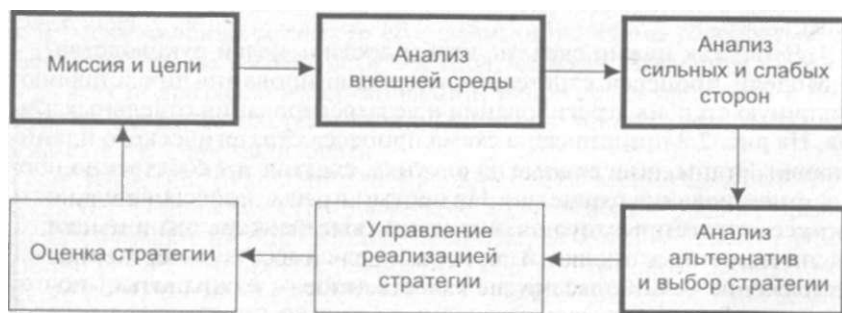 Миссия и цели
Анализ
внешней среды
Анализ
сильных и слабых
сторон
Анализ
альтернатив
и выбор стратегии
Управление
реализацией
стратегии
Оценка стратегии